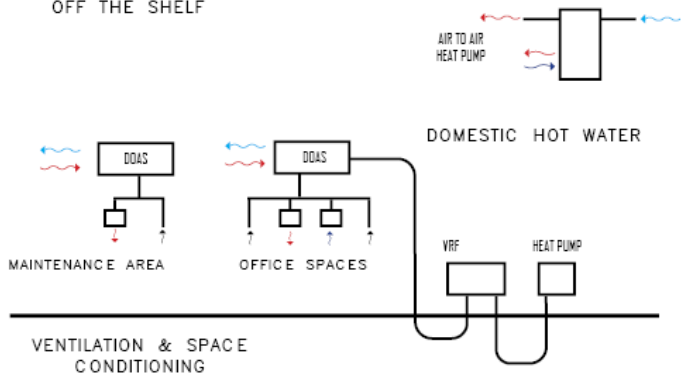 OFF THE SHELF
AIR TO AIR
HEAT PUMP
DOMESTIC HOT WATER
DOAS
DOAS
MAINTENANCE AREA
OFFICE SPACES
VRF
HEAT PUMP
VENTILATION & SPACE
CONDITIONING